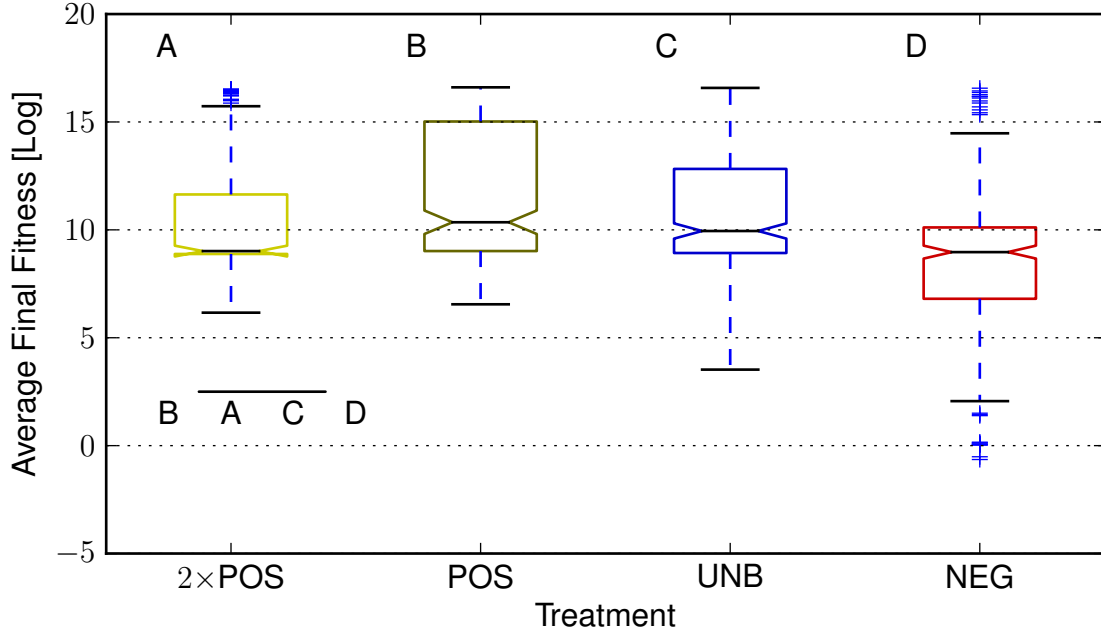 Average Final Fitness [Log]
20
15
10
5
0
−5
A
B
C
D
B A C D
2×POS
POS
UNB
NEG
Treatment